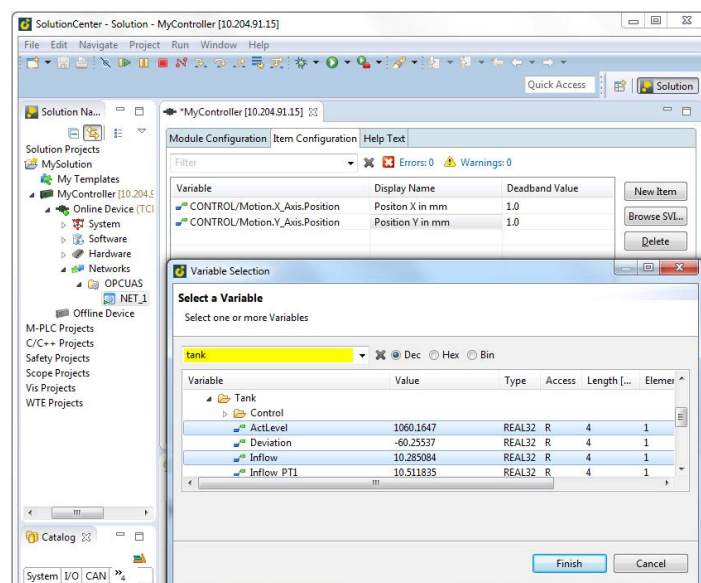 SolutionCenter - Solution - MyController [10.204.91.15]
File Edit Navigate Project Run Window Help
Quick Access
Solution
Solution Na...
Solution Projects
MySolution
My Templates
MyController [10.204.9
Online Device (TCI
System
Software
Hardware
Networks
OPCUAS
NET_1
Offline Device
M-PLC Projects
C/C++ Projects
Safety Projects
Scope Projects
Vis Projects
WTE Projects
Catalog
System I/O CAN »4
*MyController [10.204.91.15]
Module Configuration Item Configuration Help Text
Filter Errors: 0 Warnings: 0
Variable Display Name Deadband Value
CONTROL/Motion.X_Axis.Position Positon X in mm 1.0
CONTROL/Motion.Y_Axis.Position Position Y in mm 1.0
New Item
Browse SVI...
Delete
Variable Selection
Select a Variable
Select one or more Variables
tank Dec Hex Bin
Variable Value Type Access Length [... Elemer
Tank
Control
ActLevel 1060.1647 REAL32 R 4 1
Deviation -60.25537 REAL32 R 4 1
Inflow 10.285084 REAL32 R 4 1
Inflow_PT1 10.511835 REAL32 R 4 1
Finish Cancel